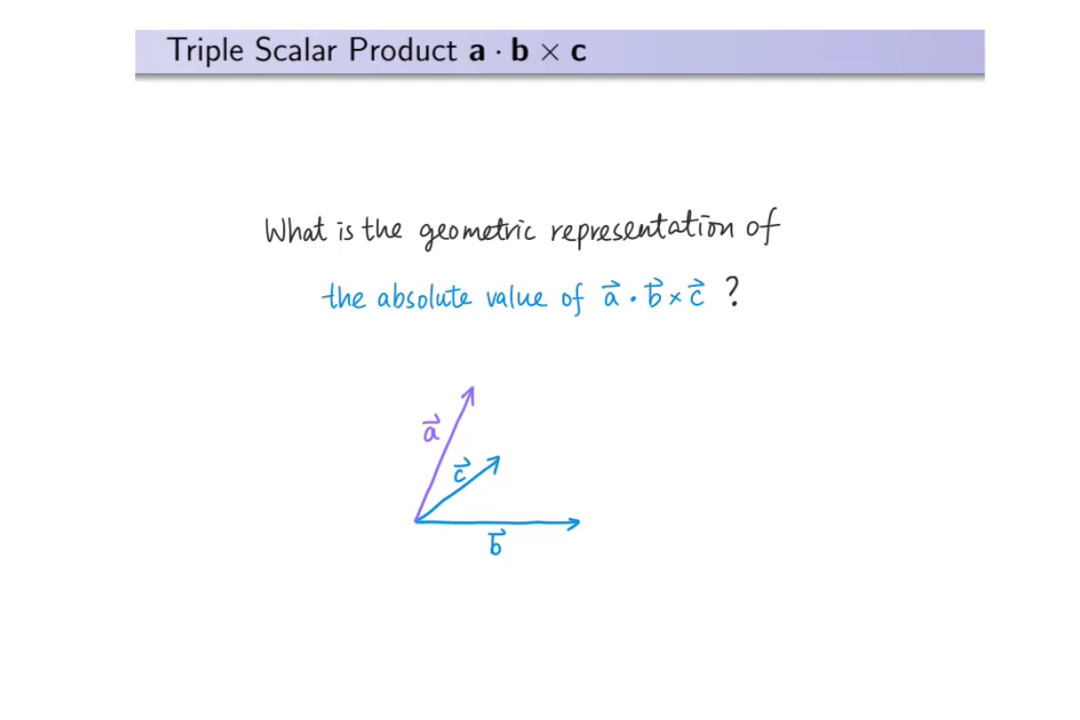 Triple Scalar Product a · b × c
What is the geometric representation of
the absolute value of a⃗ · b⃗ × c⃗ ?
a⃗
c⃗
b⃗